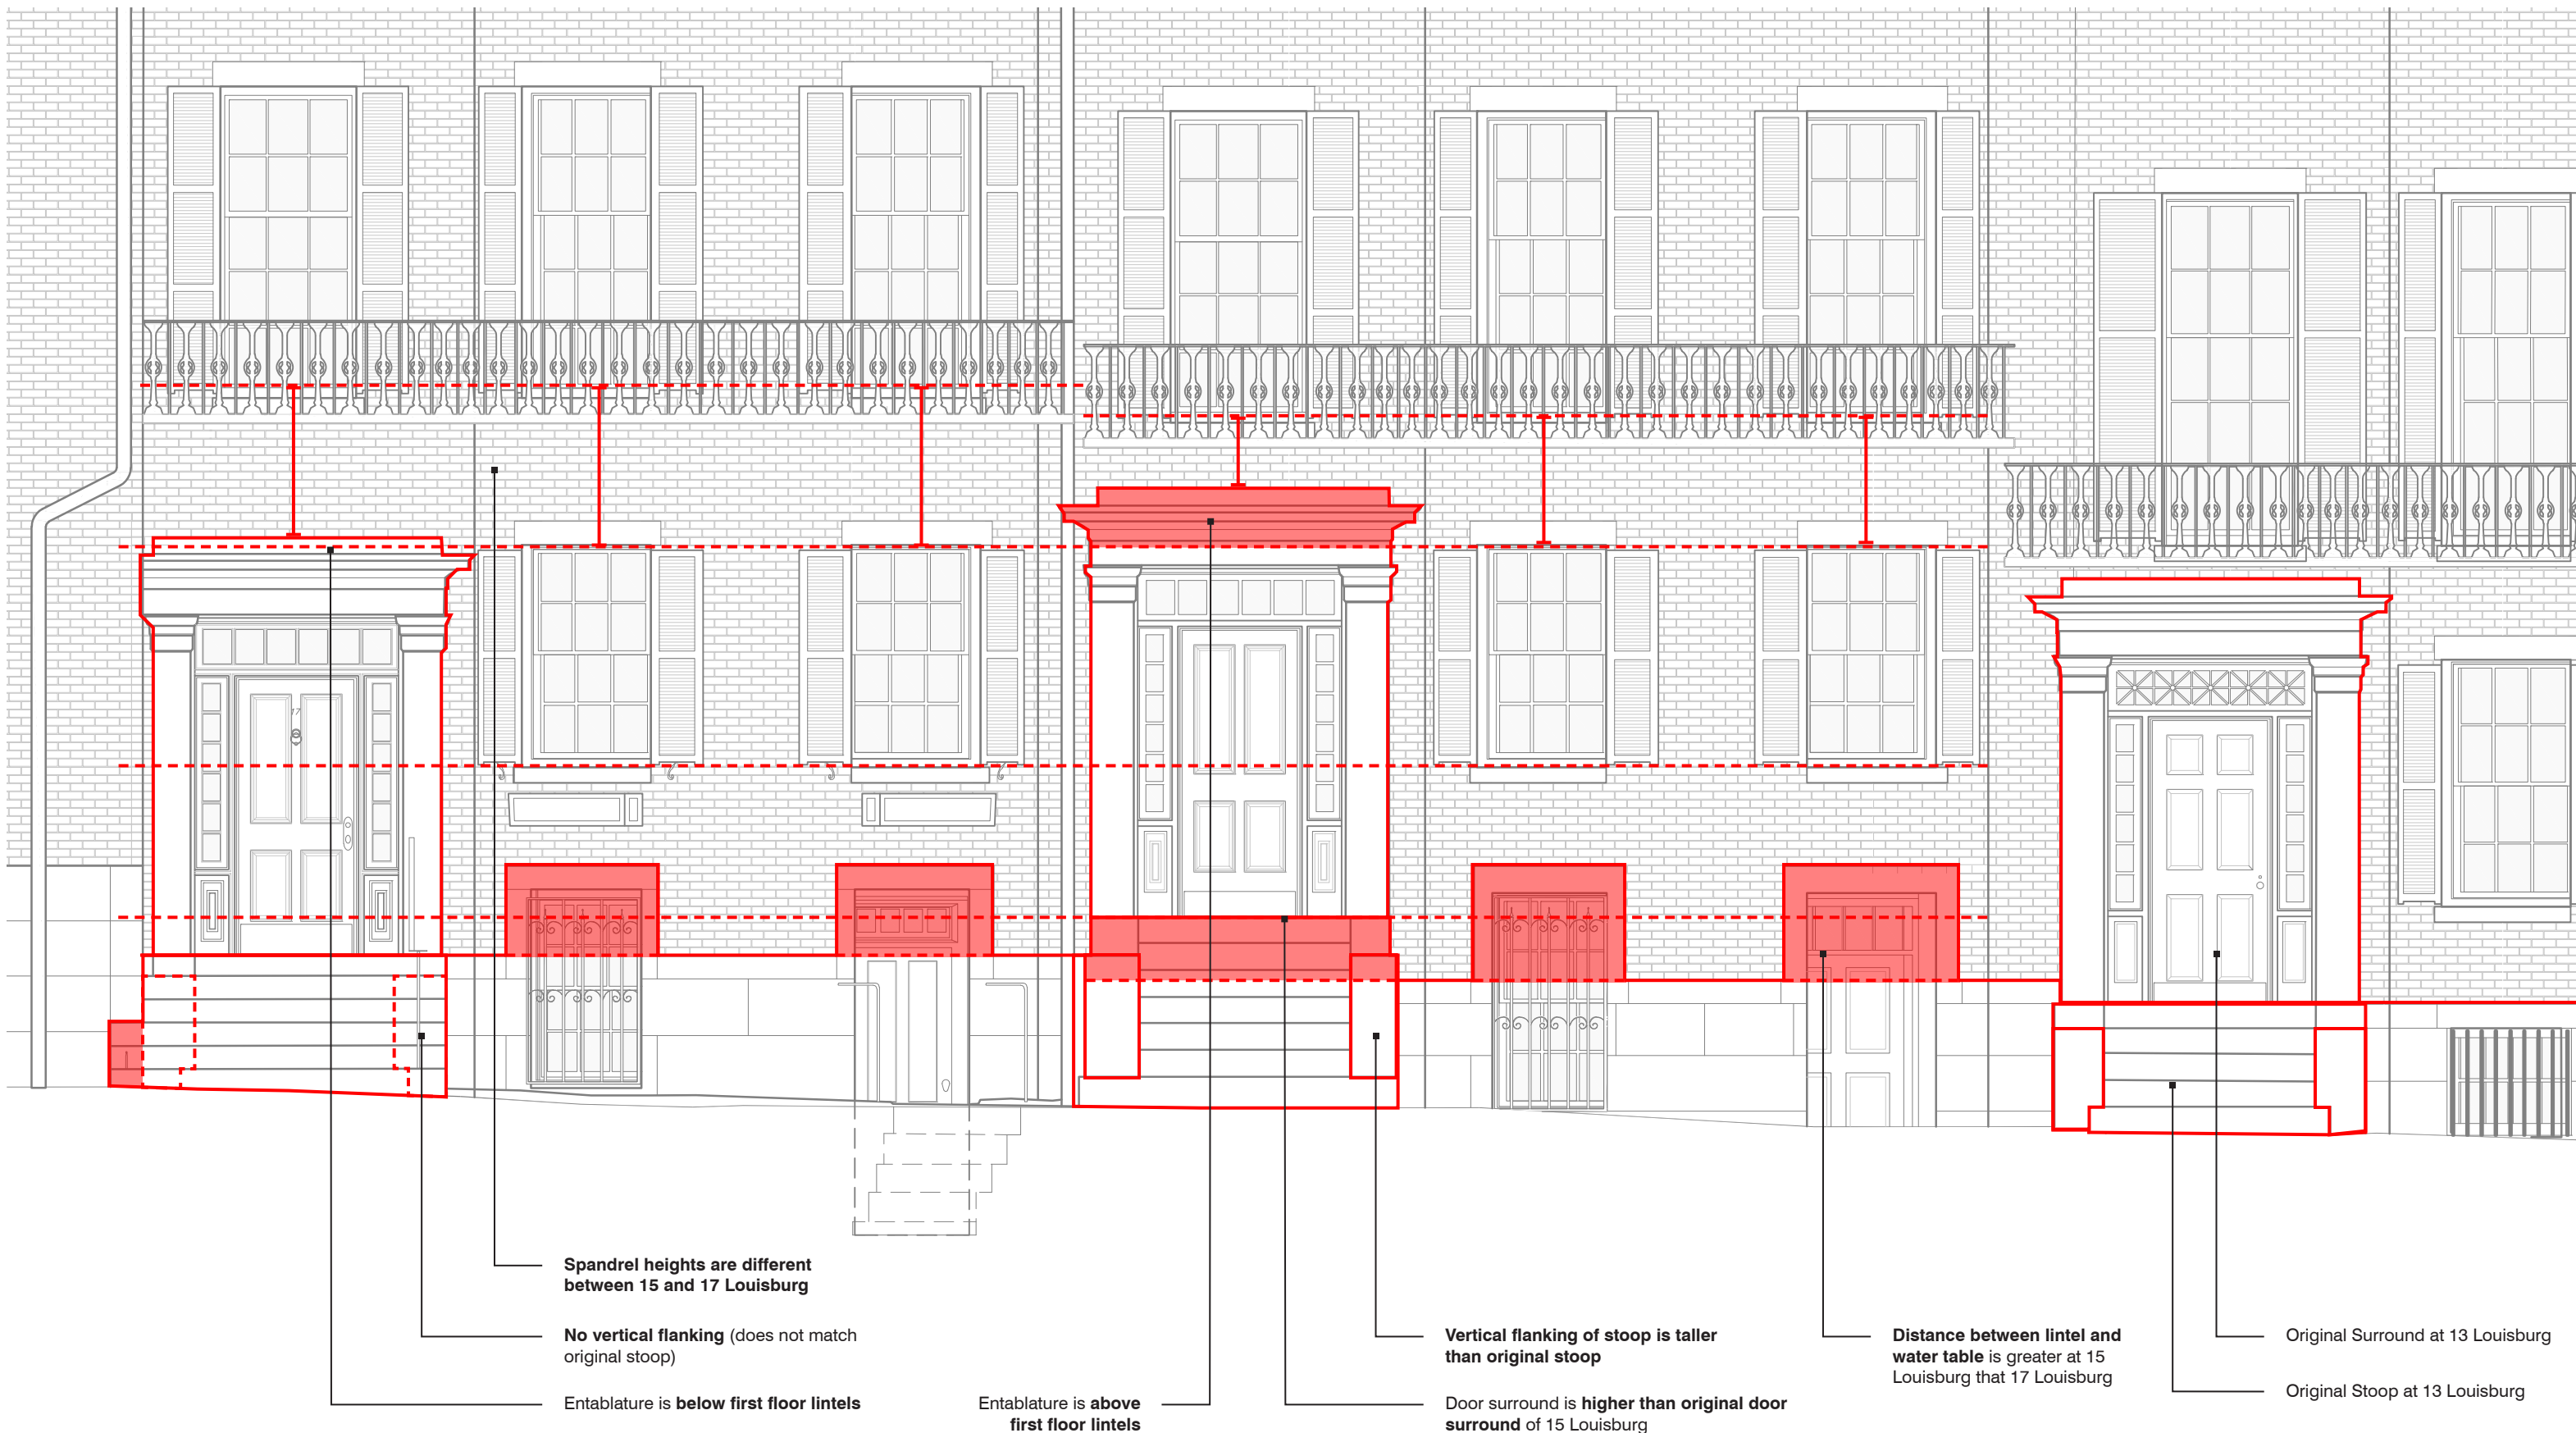 17
Spandrel heights are different
between 15 and 17 Louisburg
No vertical flanking (does not match
original stoop)
Entablature is below first floor lintels
Entablature is above
first floor lintels
Vertical flanking of stoop is taller
than original stoop
Door surround is higher than original door
surround of 15 Louisburg
Distance between lintel and
water table is greater at 15
Louisburg that 17 Louisburg
Original Surround at 13 Louisburg
Original Stoop at 13 Louisburg